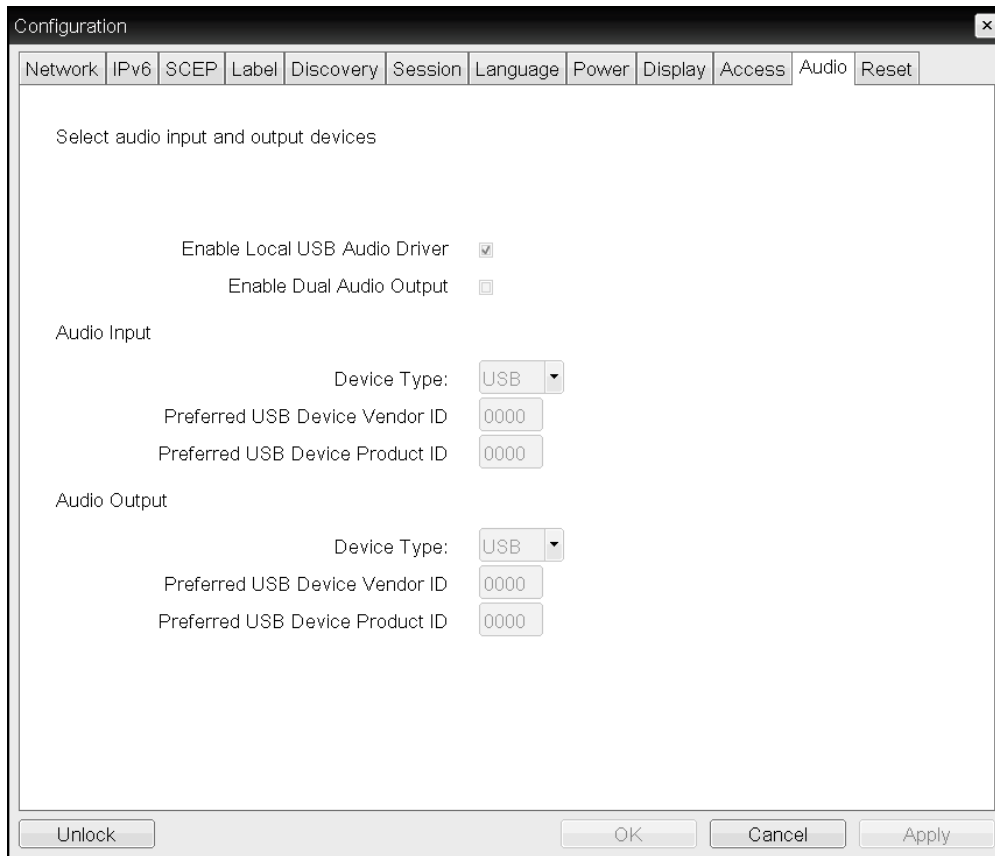 Configuration
Network IPv6 SCEP Label Discovery Session Language Power Display Access Audio Reset
Select audio input and output devices
Enable Local USB Audio Driver
Enable Dual Audio Output
Audio Input
Device Type: USB
Preferred USB Device Vendor ID 0000
Preferred USB Device Product ID 0000
Audio Output
Device Type: USB
Preferred USB Device Vendor ID 0000
Preferred USB Device Product ID 0000
Unlock OK Cancel Apply